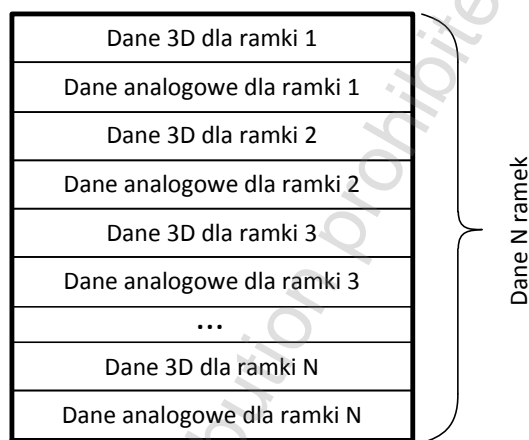 Dane 3D dla ramki 1
Dane analogowe dla ramki 1
Dane 3D dla ramki 2
Dane analogowe dla ramki 2
Dane 3D dla ramki 3
Dane analogowe dla ramki 3
...
Dane 3D dla ramki N
Dane analogowe dla ramki N
Dane N ramek